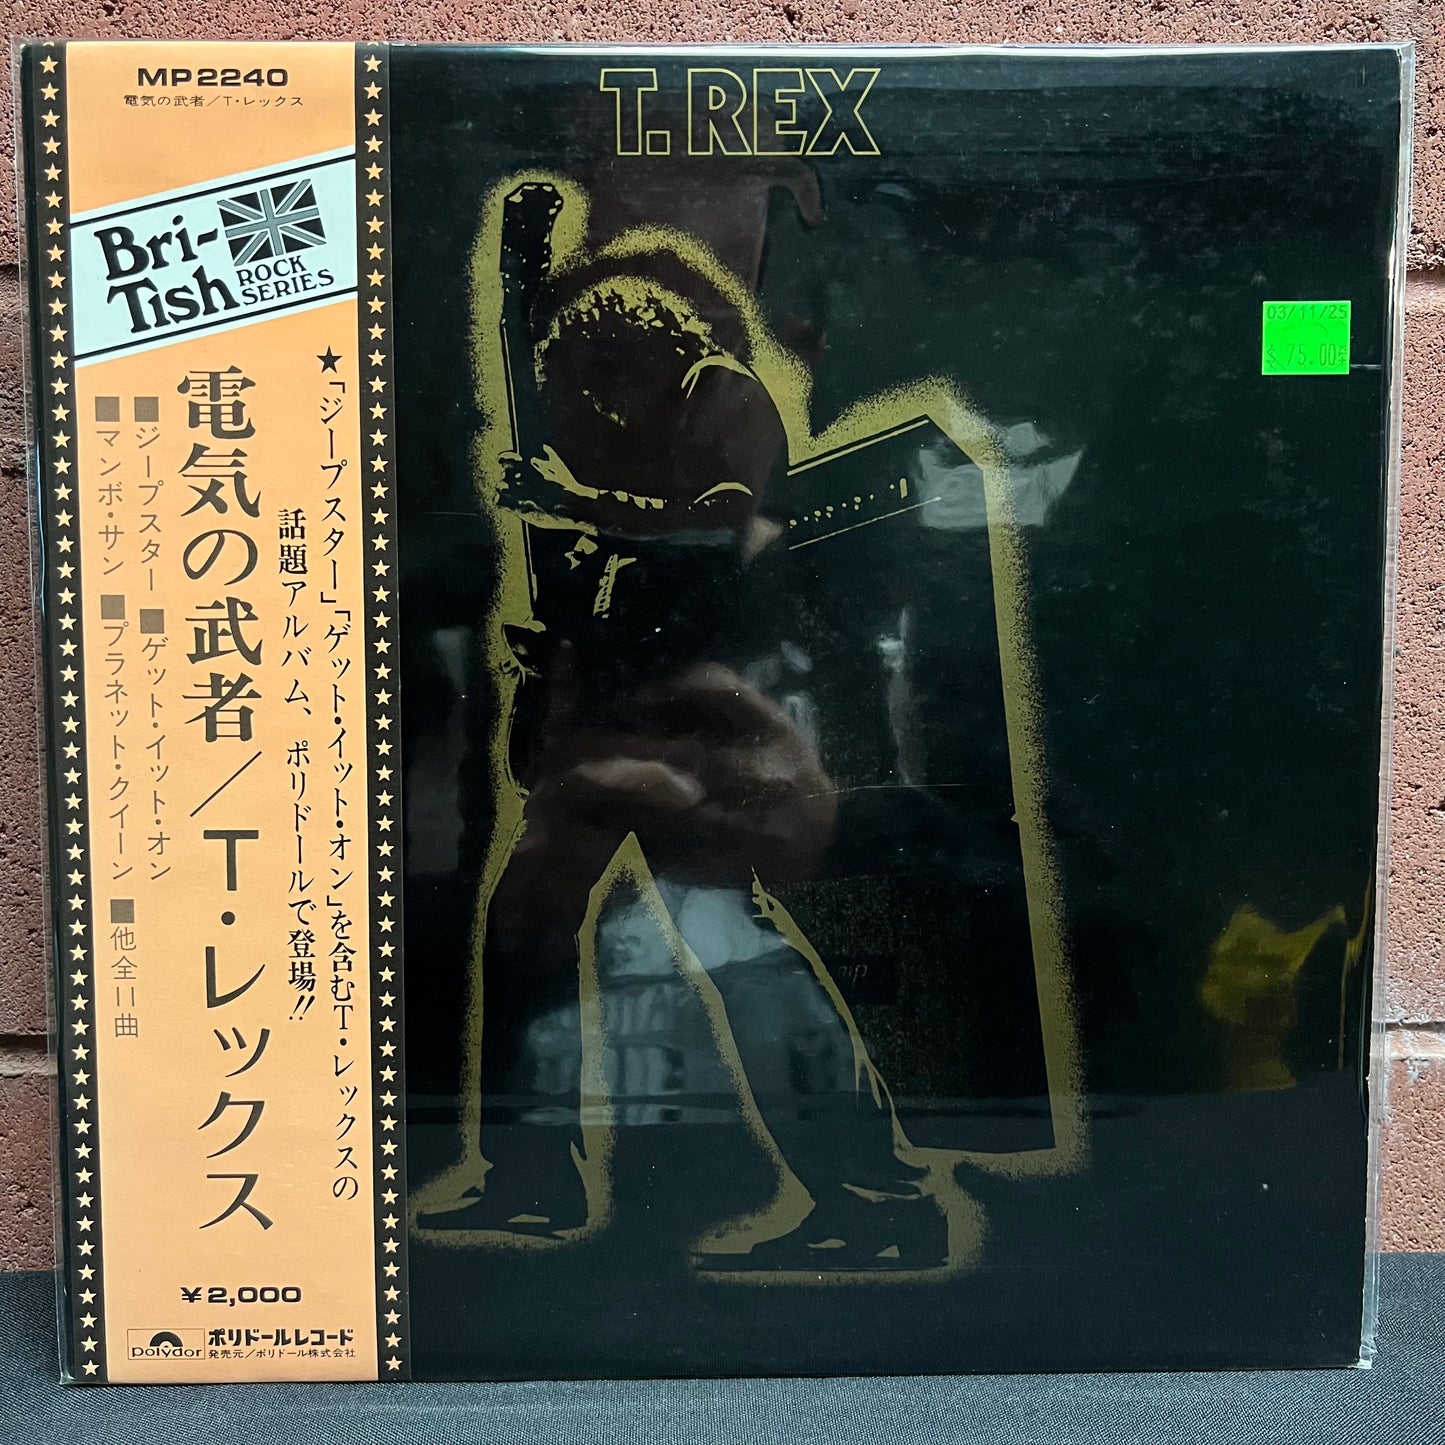 MP2240
電気の武者/T・レックス
Bri-
Tish
ROCK
SERIES
★「ジープスター」「ゲット・イット・オン」を含むT・レックスの
話題アルバム、ポリドールで登場!!
電気の武者/T・レックス
■ジープスター ■ゲット・イット・オン
■マンボ・サン ■プラネット・クイーン ■他全11曲
¥2,000
polydor
ポリドールレコード
発売元/ポリドール株式会社
T. REX
03/11/25
$ 75.00